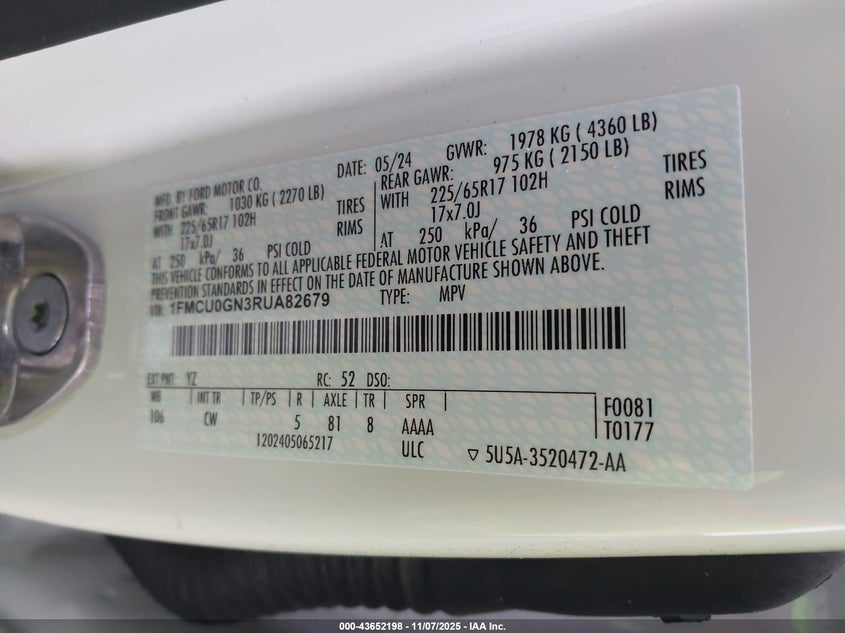 MFD. BY FORD MOTOR CO. DATE: 05/24 GVWR: 1978 KG ( 4360 LB)
FRONT GAWR: 1030 KG ( 2270 LB) REAR GAWR: 975 KG ( 2150 LB)
WITH 225/65R17 102H TIRES WITH 225/65R17 102H TIRES
17x7.0J RIMS 17x7.0J RIMS
AT 250 kPa/ 36 PSI COLD AT 250 kPa/ 36 PSI COLD
THIS VEHICLE CONFORMS TO ALL APPLICABLE FEDERAL MOTOR VEHICLE SAFETY AND THEFT
PREVENTION STANDARDS IN EFFECT ON THE DATE OF MANUFACTURE SHOWN ABOVE.
VIN: 1FMCU0GN3RUA82679 TYPE: MPV
EXT PNT: YZ RC: 52 DSO:
WB INT TR TP/PS R AXLE TR SPR F0081
106 CW 5 81 8 AAAA T0177
1202405065217 ULC ▽ 5U5A-3520472-AA
000-43652198 - 11/07/2025 - IAA Inc.